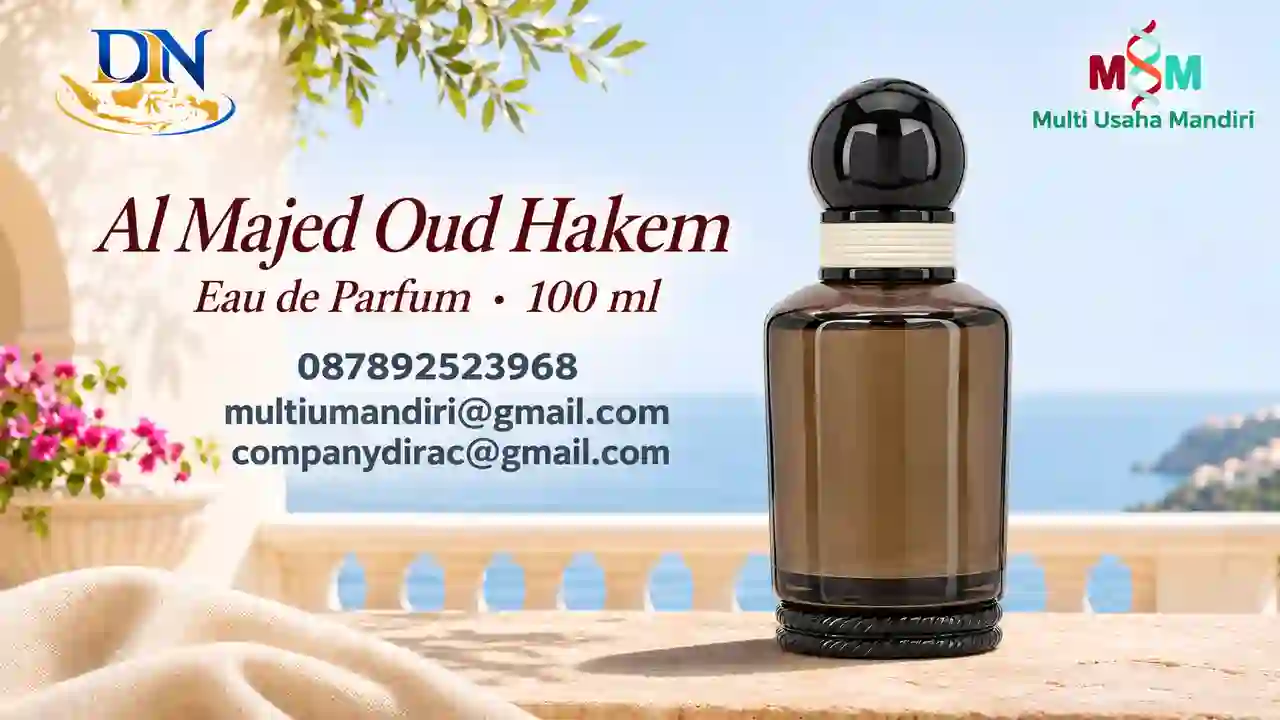 DIN
MSM
Multi Usaha Mandiri
Al Majed Oud Hakem
Eau de Parfum • 100 ml
087892523968
multiumandiri@gmail.com
companydirac@gmail.com